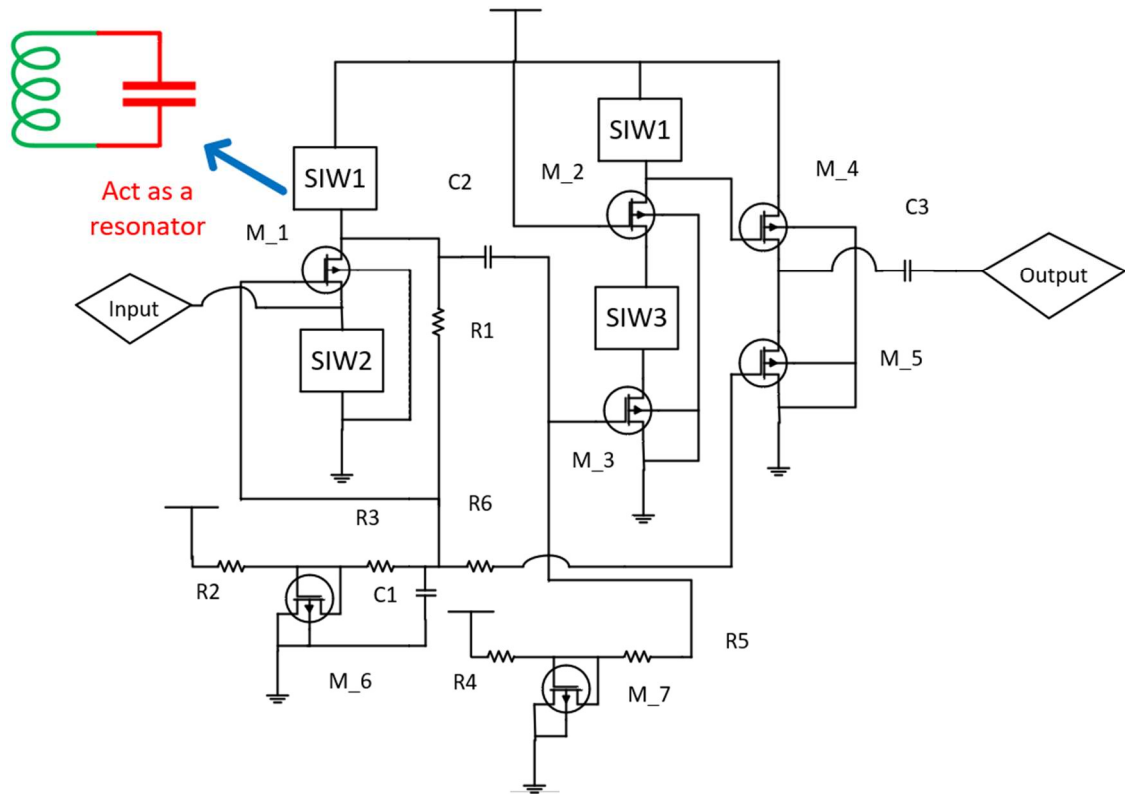 SIW1
M_2
M_4
SIW1
C2
C3
Act as a
resonator
M_1
Input
Output
SIW3
R1
SIW2
M_5
M_3
R3
R6
R2
C1
R5
R4
M_6
M_7